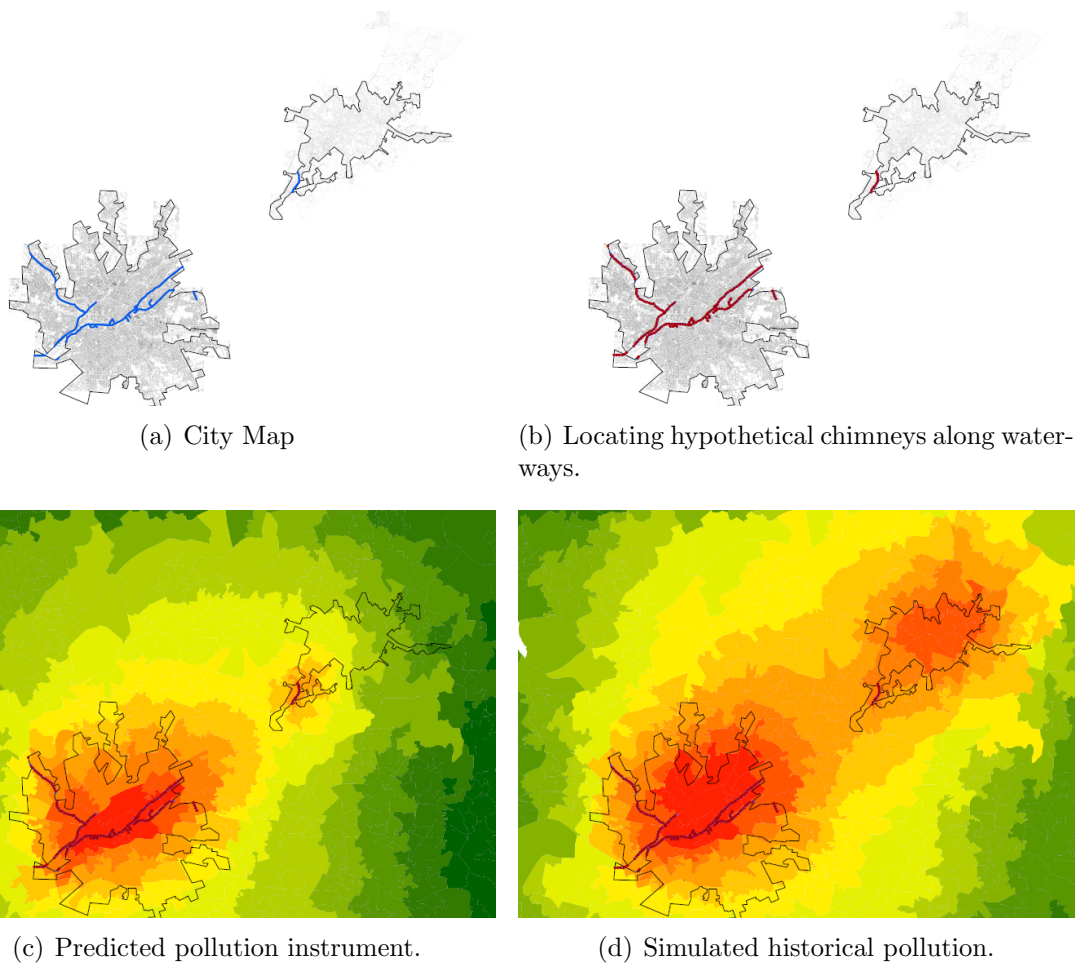 (a) City Map
(b) Locating hypothetical chimneys along water-
ways.
(c) Predicted pollution instrument.
(d) Simulated historical pollution.